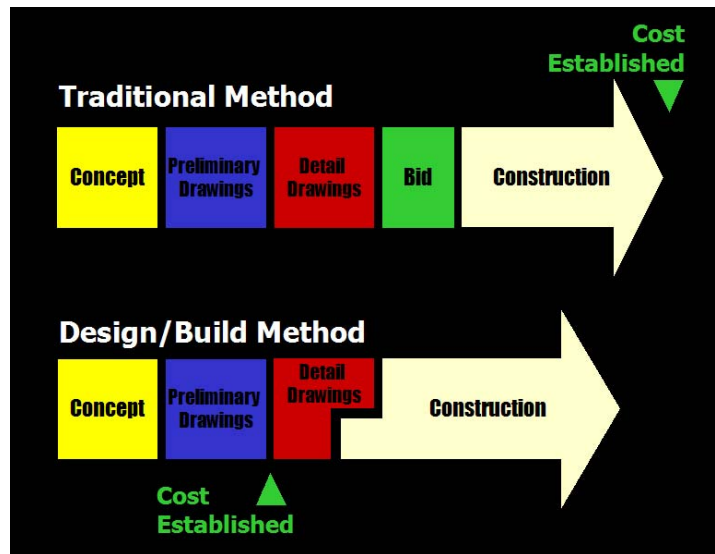 Cost
Established
Traditional Method
Concept
Preliminary
Drawings
Detail
Drawings
Bid
Construction
Design/Build Method
Concept
Preliminary
Drawings
Detail
Drawings
Construction
Cost
Established